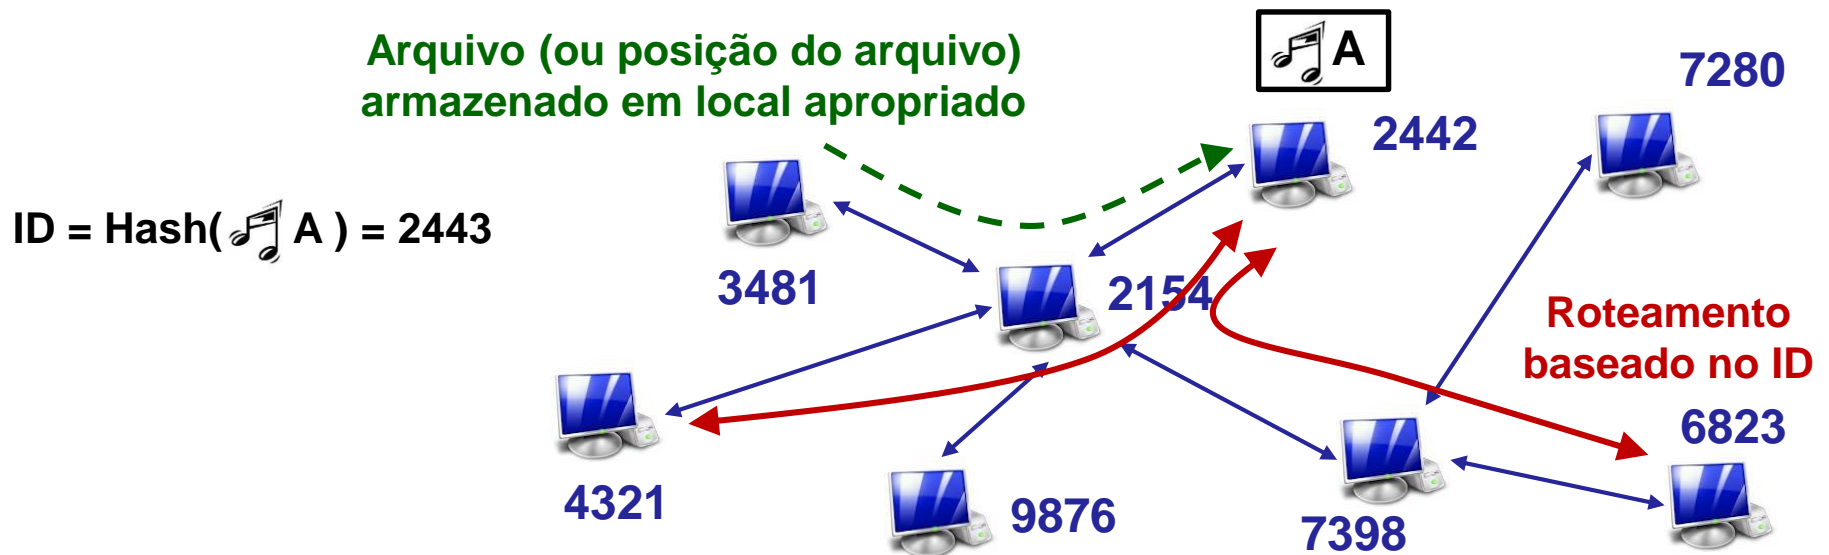 Arquivo (ou posição do arquivo)
armazenado em local apropriado
A
7280
2442
ID = Hash( A ) = 2443
3481
2154
Roteamento
baseado no ID
6823
4321
9876
7398